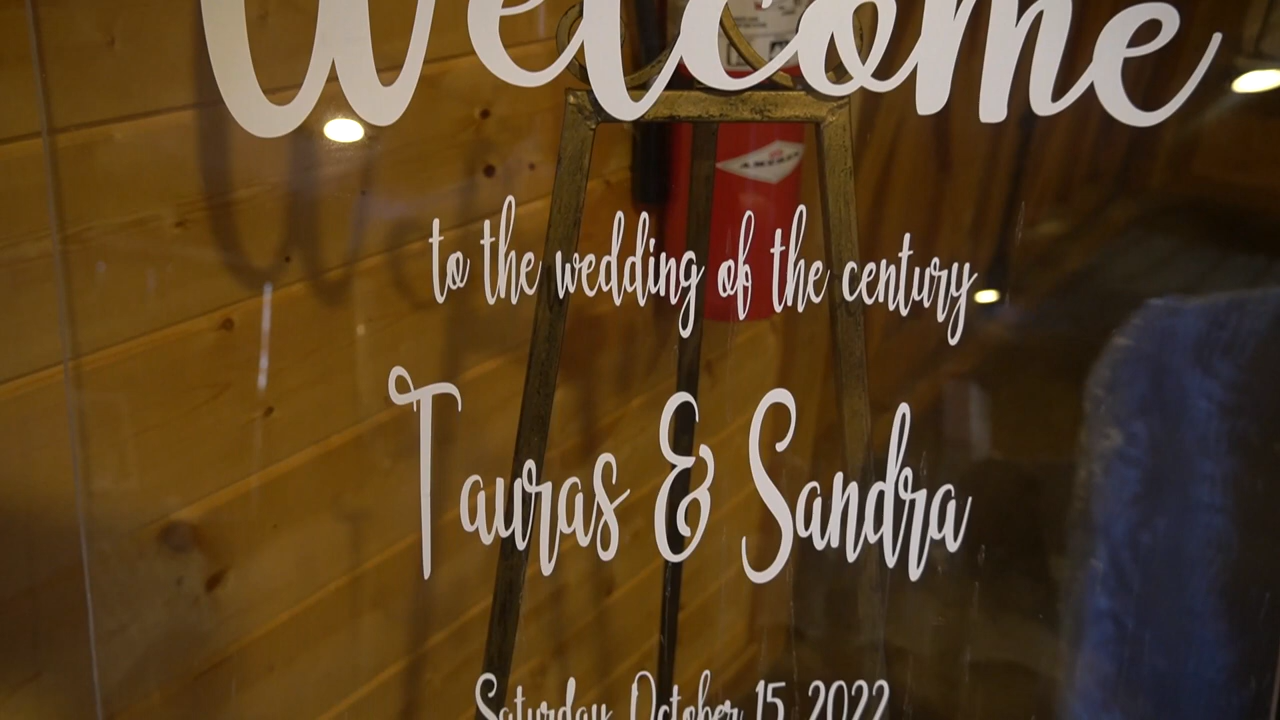 Welcome
to the wedding of the century
Tauras & Sandra
Saturday, October 15, 2022